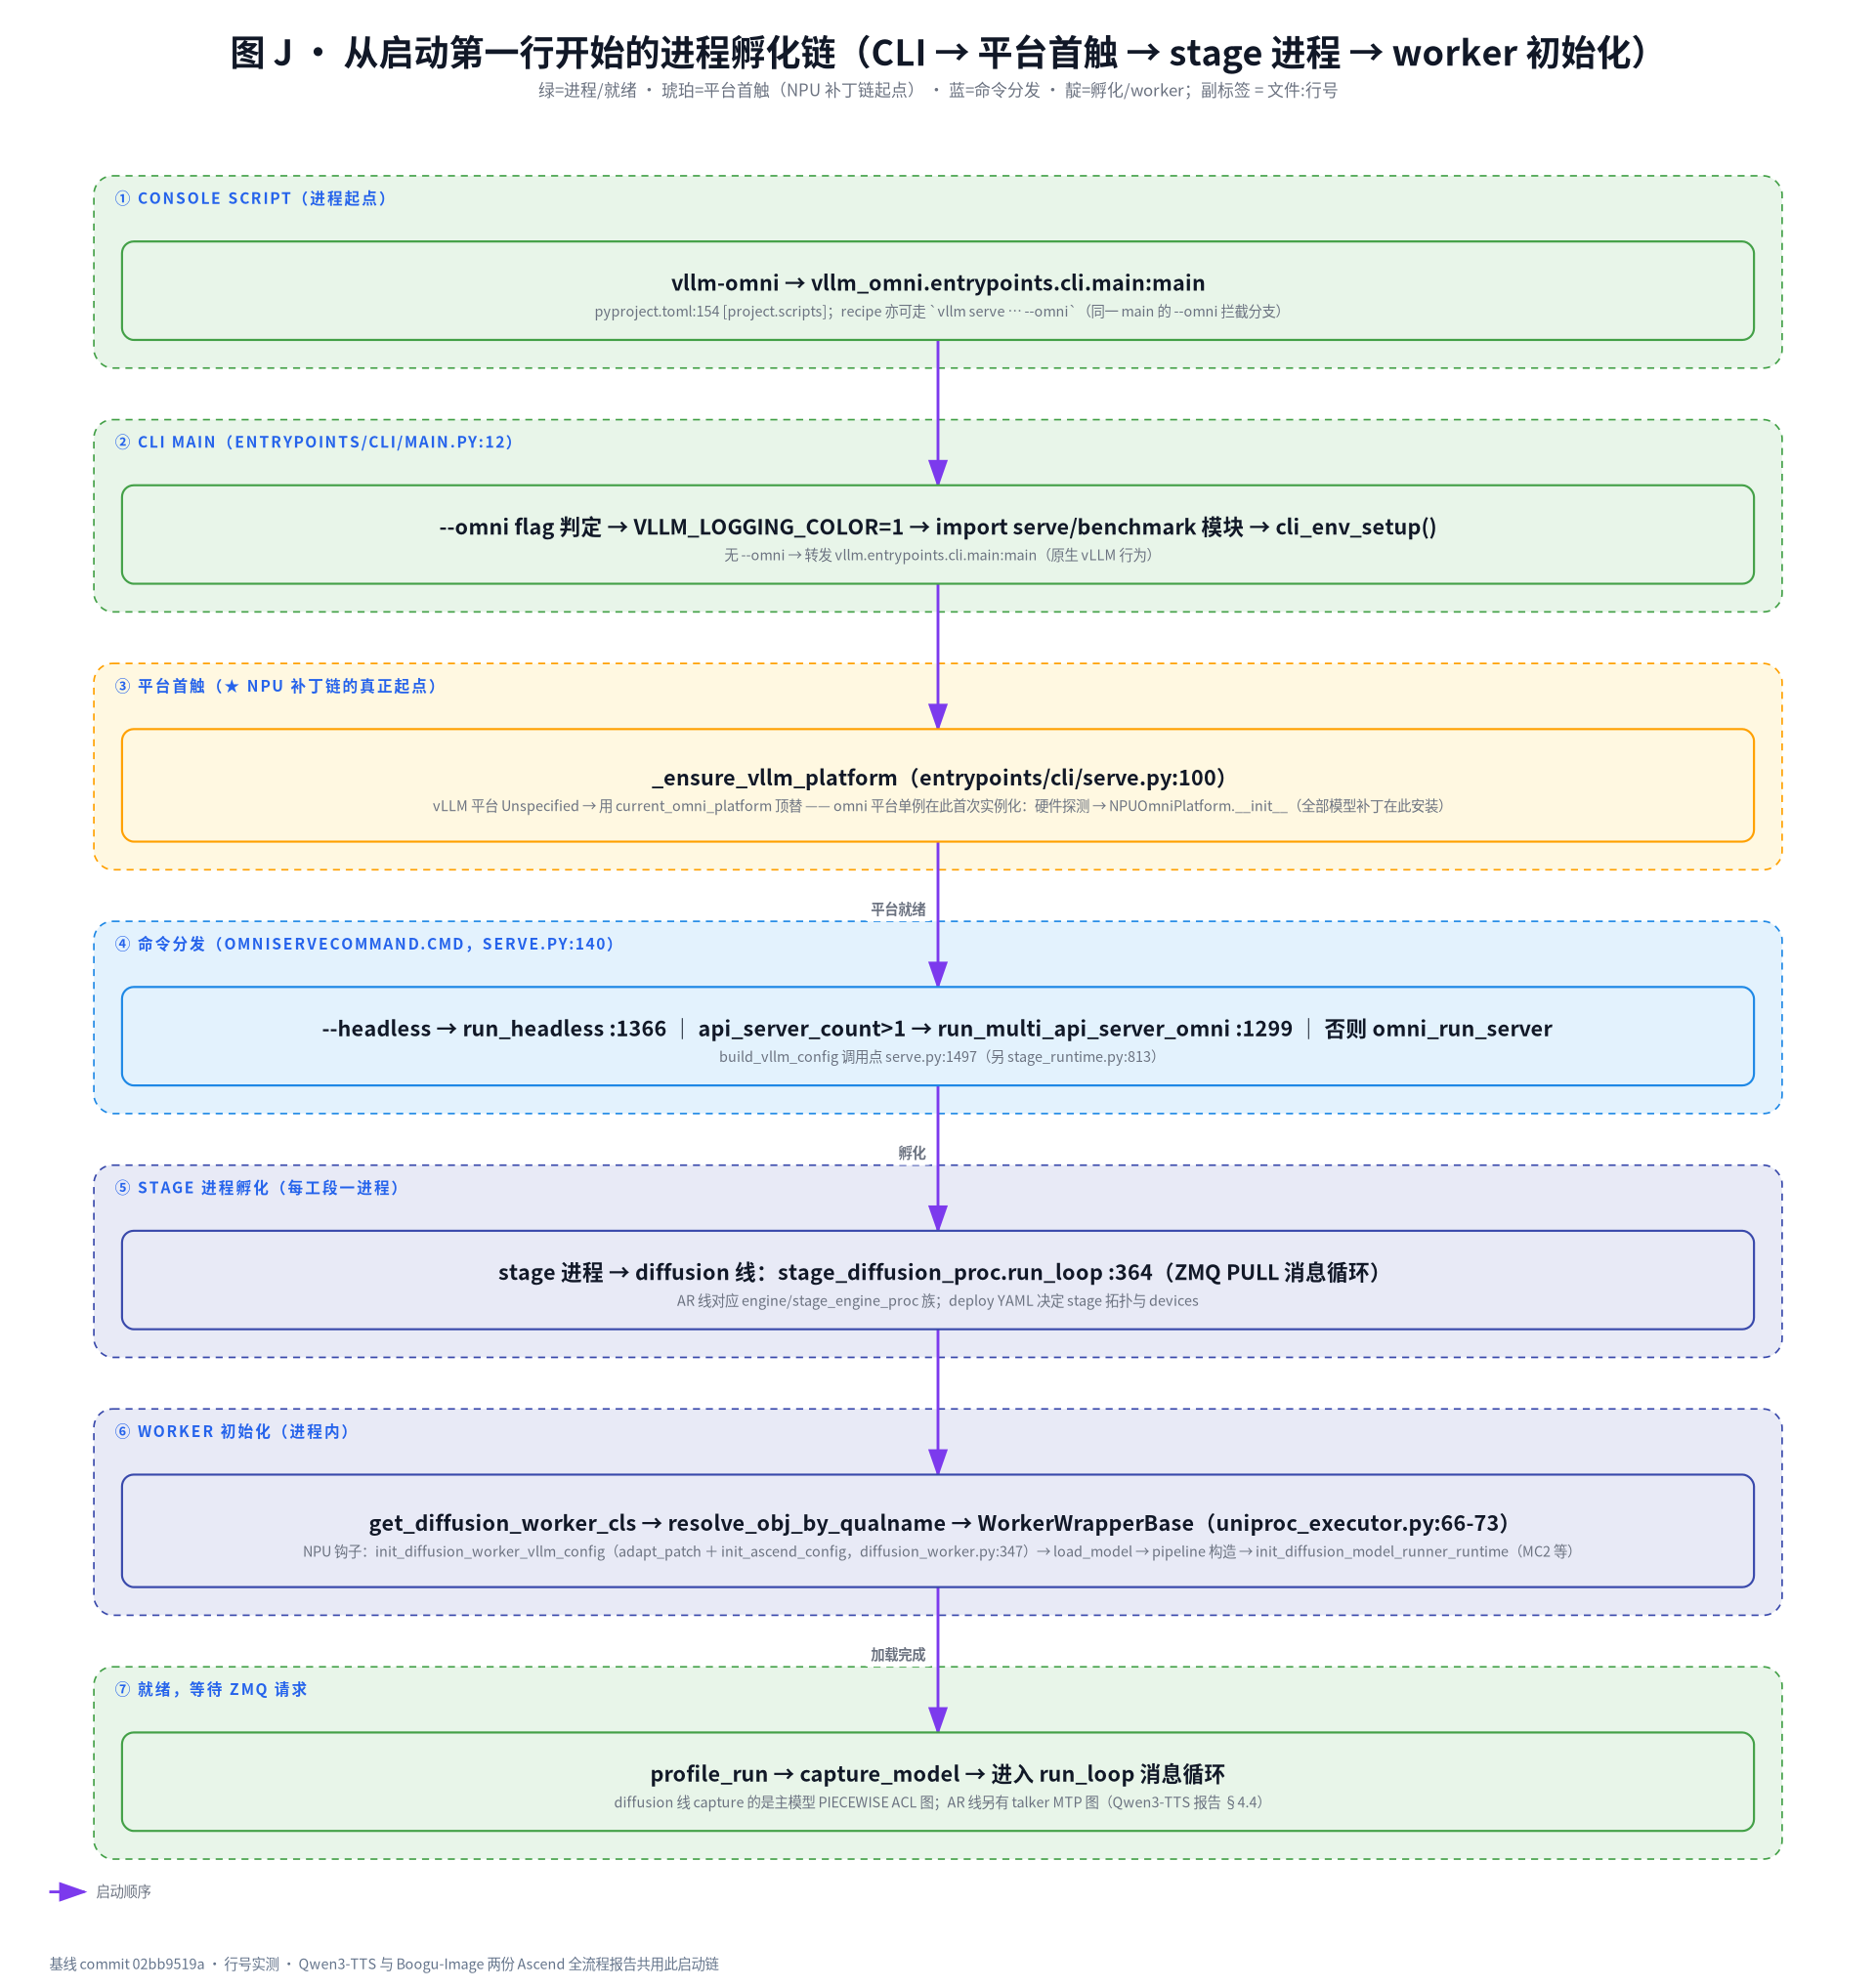 图 J · 从启动第一行开始的进程孵化链（CLI → 平台首触 → stage 进程 → worker 初始化）
绿=进程/就绪 · 琥珀=平台首触（NPU 补丁链起点） · 蓝=命令分发 · 靛=孵化/worker；副标签 = 文件:行号
① CONSOLE SCRIPT（进程起点）
vllm-omni → vllm_omni.entrypoints.cli.main:main
pyproject.toml:154 [project.scripts]；recipe 亦可走 `vllm serve … --omni`（同一 main 的 --omni 拦截分支）
② CLI MAIN（ENTRYPOINTS/CLI/MAIN.PY:12）
--omni flag 判定 → VLLM_LOGGING_COLOR=1 → import serve/benchmark 模块 → cli_env_setup()
无 --omni → 转发 vllm.entrypoints.cli.main:main（原生 vLLM 行为）
③ 平台首触（★ NPU 补丁链的真正起点）
_ensure_vllm_platform（entrypoints/cli/serve.py:100）
vLLM 平台 Unspecified → 用 current_omni_platform 顶替 —— omni 平台单例在此首次实例化：硬件探测 → NPUOmniPlatform.__init__（全部模型补丁在此安装）
平台就绪
④ 命令分发（OMNISERVECOMMAND.CMD，SERVE.PY:140）
--headless → run_headless :1366 ｜ api_server_count>1 → run_multi_api_server_omni :1299 ｜ 否则 omni_run_server
build_vllm_config 调用点 serve.py:1497（另 stage_runtime.py:813）
孵化
⑤ STAGE 进程孵化（每工段一进程）
stage 进程 → diffusion 线：stage_diffusion_proc.run_loop :364（ZMQ PULL 消息循环）
AR 线对应 engine/stage_engine_proc 族；deploy YAML 决定 stage 拓扑与 devices
⑥ WORKER 初始化（进程内）
get_diffusion_worker_cls → resolve_obj_by_qualname → WorkerWrapperBase（uniproc_executor.py:66-73）
NPU 钩子：init_diffusion_worker_vllm_config（adapt_patch ＋ init_ascend_config，diffusion_worker.py:347）→ load_model → pipeline 构造 → init_diffusion_model_runner_runtime（MC2 等）
加载完成
⑦ 就绪，等待 ZMQ 请求
profile_run → capture_model → 进入 run_loop 消息循环
diffusion 线 capture 的是主模型 PIECEWISE ACL 图；AR 线另有 talker MTP 图（Qwen3-TTS 报告 §4.4）
启动顺序
基线 commit 02bb9519a · 行号实测 · Qwen3-TTS 与 Boogu-Image 两份 Ascend 全流程报告共用此启动链